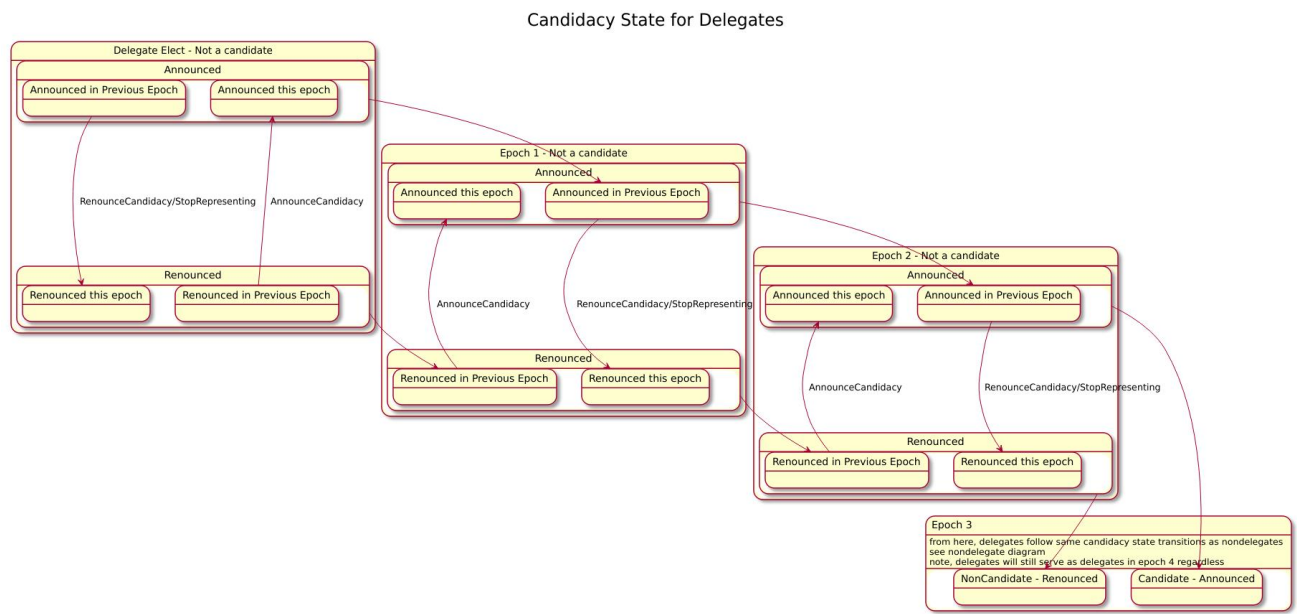 Candidacy State for Delegates
Delegate Elect - Not a candidate
Announced
Announced in Previous Epoch
Announced this epoch
RenounceCandidacy/StopRepresenting
AnnounceCandidacy
Renounced
Renounced this epoch
Renounced in Previous Epoch
Epoch 1 - Not a candidate
Announced
Announced this epoch
Announced in Previous Epoch
AnnounceCandidacy
RenounceCandidacy/StopRepresenting
Renounced
Renounced in Previous Epoch
Renounced this epoch
Epoch 2 - Not a candidate
Announced
Announced this epoch
Announced in Previous Epoch
AnnounceCandidacy
RenounceCandidacy/StopRepresenting
Renounced
Renounced in Previous Epoch
Renounced this epoch
Epoch 3
from here, delegates follow same candidacy state transitions as nondelegates
see nondelegate diagram
note, delegates will still serve as delegates in epoch 4 regardless
NonCandidate - Renounced
Candidate - Announced